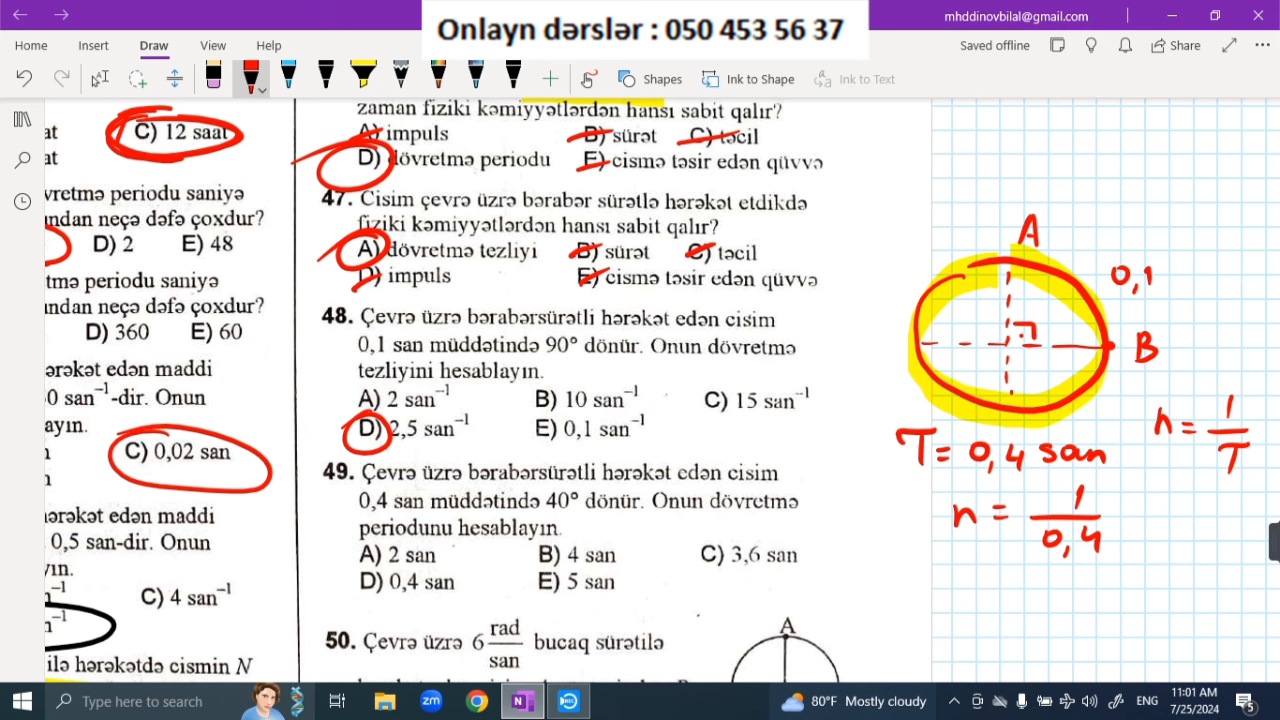 Onlayn dərslər : 050 453 56 37
mhddinovbilal@gmail.com
Home Insert Draw View Help
Saved offline
Share
Shapes
Ink to Shape
Ink to Text
at C) 12 saat
at
vretmə periodu saniyə
ndan neçə dəfə çoxdur?
D) 2 E) 48
tmə periodu saniyə
ndan neçə dəfə çoxdur?
D) 360 E) 60
ərəkət edən maddi
0 san⁻¹-dir. Onun
ayın.
C) 0,02 san
ərəkət edən maddi
0,5 san-dir. Onun
yın.
C) 4 san⁻¹
ilə hərəkətdə cismin N
zaman fiziki kəmiyyətlərdən hansı sabit qalır?
A) impuls B) sürət C) təcil
D) dövretmə periodu E) cismə təsir edən qüvvə
47. Cisim çevrə üzrə bərabər sürətlə hərəkət etdikdə
fiziki kəmiyyətlərdən hansı sabit qalır?
A) dövretmə tezliyi B) sürət C) təcil
D) impuls E) cismə təsir edən qüvvə
48. Çevrə üzrə bərabərsürətli hərəkət edən cisim
0,1 san müddətində 90° dönür. Onun dövretmə
tezliyini hesablayın.
A) 2 san⁻¹ B) 10 san⁻¹ C) 15 san⁻¹
D) 2,5 san⁻¹ E) 0,1 san⁻¹
49. Çevrə üzrə bərabərsürətli hərəkət edən cisim
0,4 san müddətində 40° dönür. Onun dövretmə
periodunu hesablayın.
A) 2 san B) 4 san C) 3,6 san
D) 0,4 san E) 5 san
50. Çevrə üzrə 6 rad/san bucaq sürətilə
A
A
0,1
B
T = 0,4 san
n = 1/T
n = 1/0,4
Type here to search
80°F Mostly cloudy
ENG
11:01 AM
7/25/2024
5